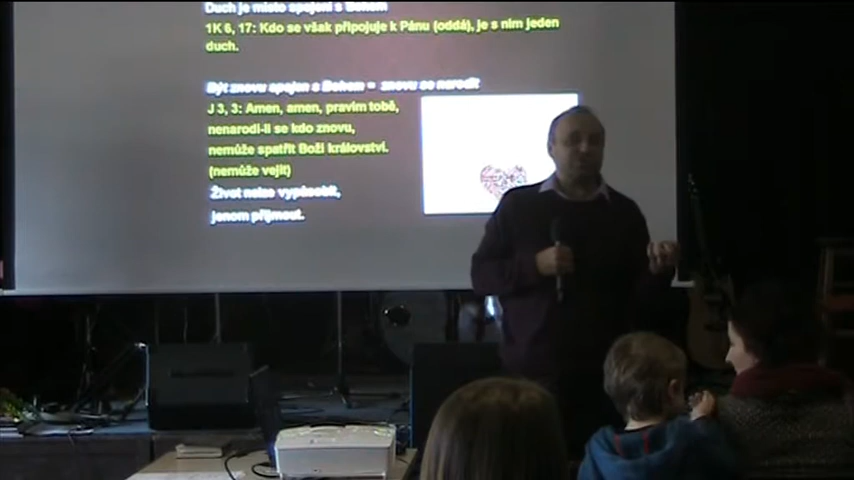 Duch je místo spojení s Bohem
1K 6, 17: Kdo se však připojuje k Pánu (oddá), je s ním jeden
duch.
Být znovu spojen s Bohem = znovu se narodit
J 3, 3: Amen, amen, pravím tobě,
nenarodí-li se kdo znovu,
nemůže spatřit Boží království.
(nemůže vejít)
Život nelze vypůsobit,
jenom přijmout.